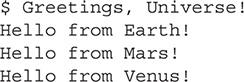 $ Greetings, Universe!
Hello from Earth!
Hello from Mars!
Hello from Venus!